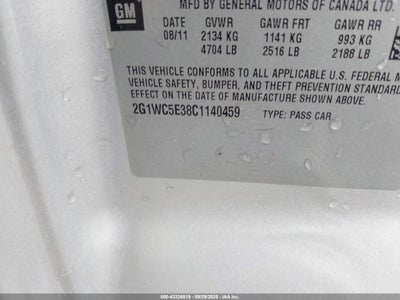 GM
MFD BY GENERAL MOTORS OF CANADA LTD.
DATE GVWR GAWR FRT GAWR RR
08/11 2134 KG 1141 KG 993 KG
4704 LB 2516 LB 2188 LB
THIS VEHICLE CONFORMS TO ALL APPLICABLE U.S. FEDERAL M
VEHICLE SAFETY, BUMPER, AND THEFT PREVENTION STANDARD
EFFECT ON THE DATE OF MANUFACTURE SHOWN ABOVE.
2G1WC5E38C1140459 TYPE: PASS CAR
600-43326519 | 09/29/2025 - IAA